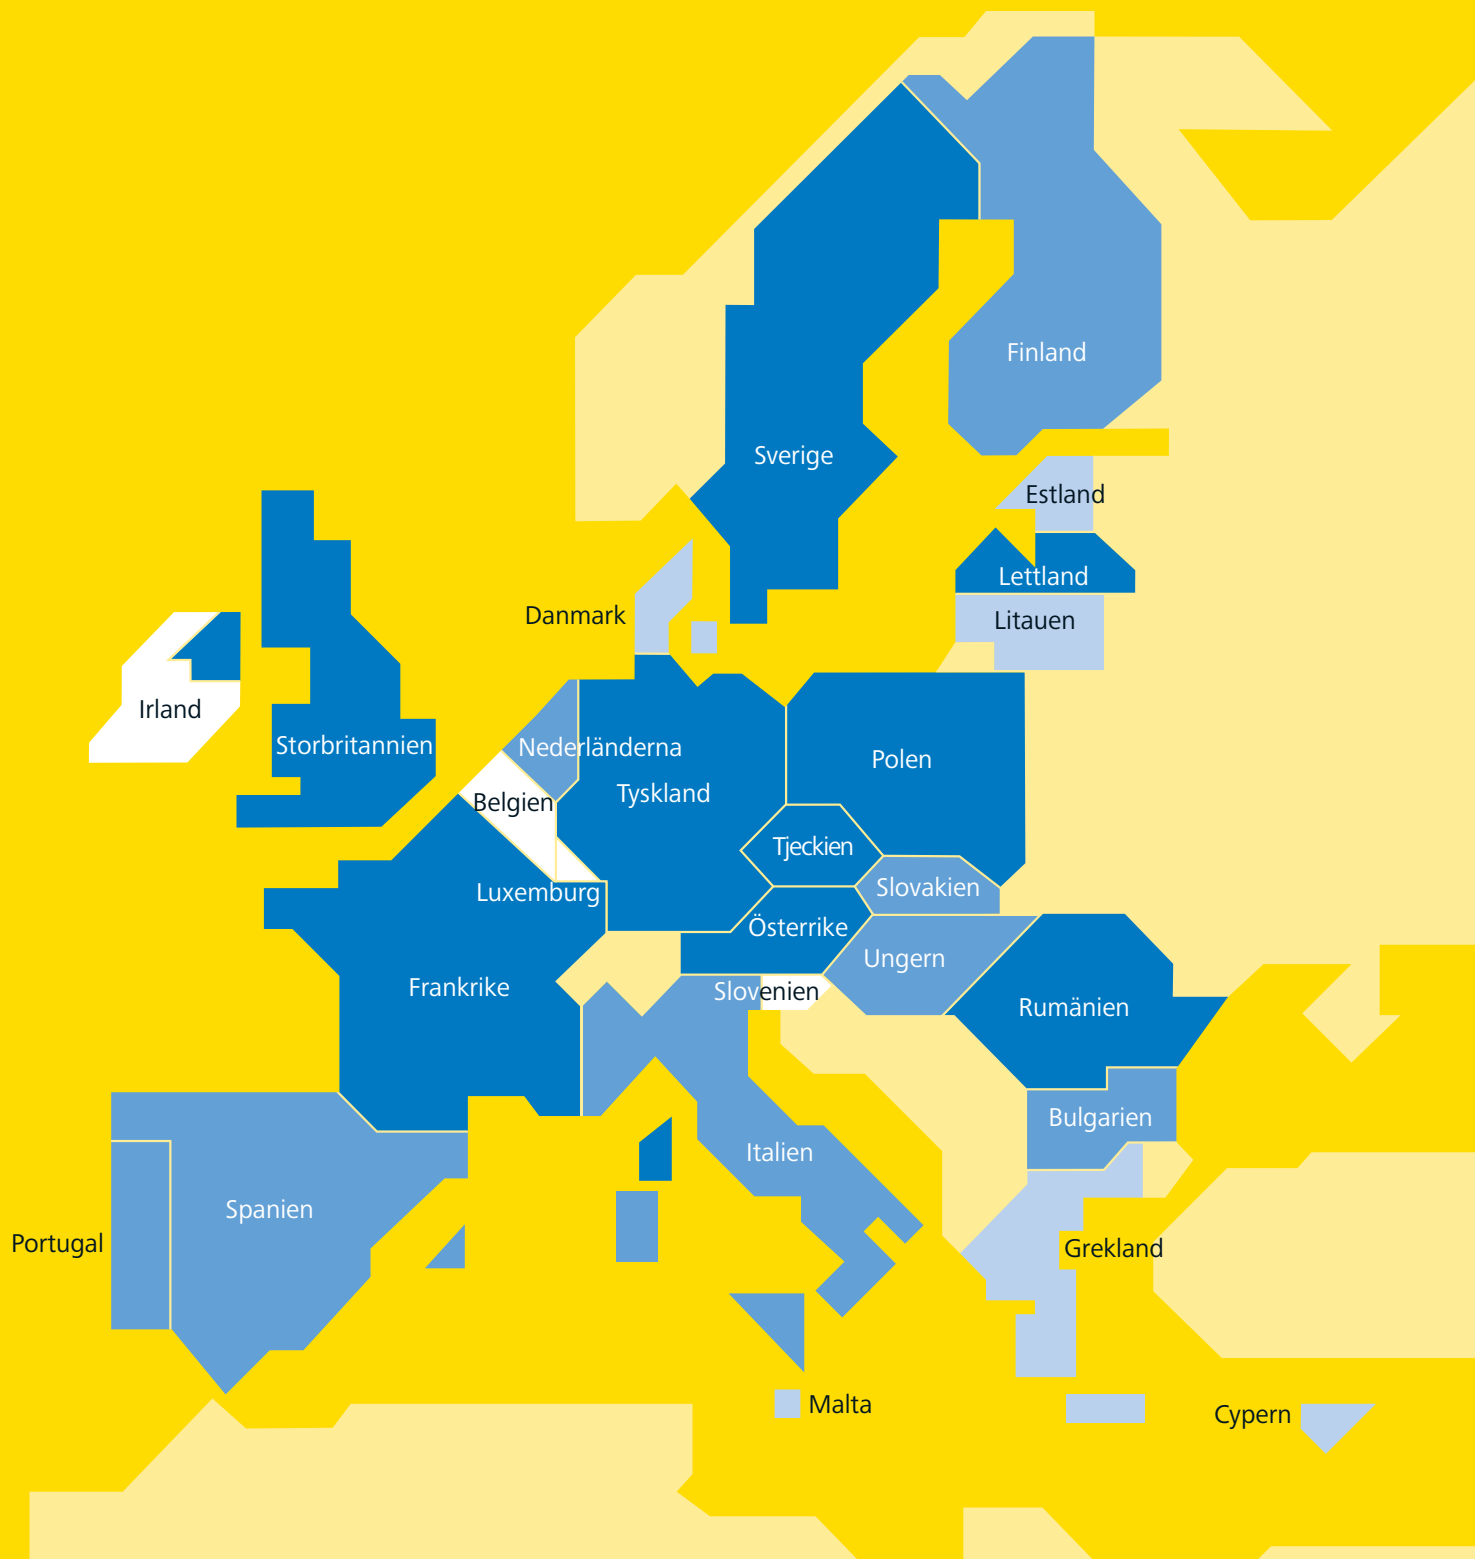 Finland
Sverige
Estland
Lettland
Danmark
Litauen
Irland
Storbritannien
Nederländerna
Polen
Tyskland
Belgien
Tjeckien
Slovakien
Luxemburg
Österrike
Ungern
Frankrike
Slovenien
Rumänien
Bulgarien
Italien
Spanien
Portugal
Grekland
Malta
Cypern